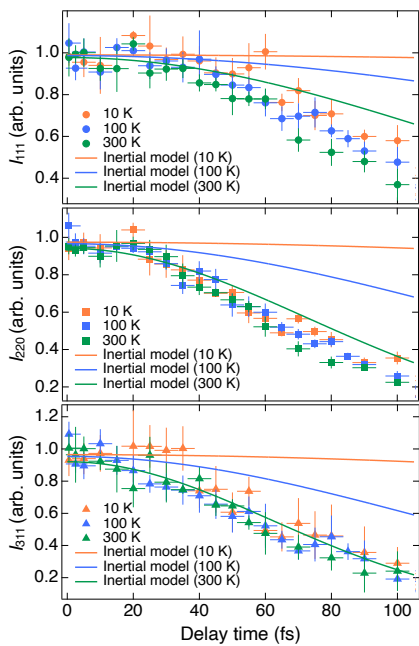 I111 (arb. units)
1.2
1.0
0.8
0.6
0.4
10 K
100 K
300 K
Inertial model (10 K)
Inertial model (100 K)
Inertial model (300 K)
I220 (arb. units)
1.0
0.8
0.6
0.4
0.2
10 K
100 K
300 K
Inertial model (10 K)
Inertial model (100 K)
Inertial model (300 K)
I311 (arb. units)
1.2
1.0
0.8
0.6
0.4
0.2
10 K
100 K
300 K
Inertial model (10 K)
Inertial model (100 K)
Inertial model (300 K)
0 20 40 60 80 100
Delay time (fs)